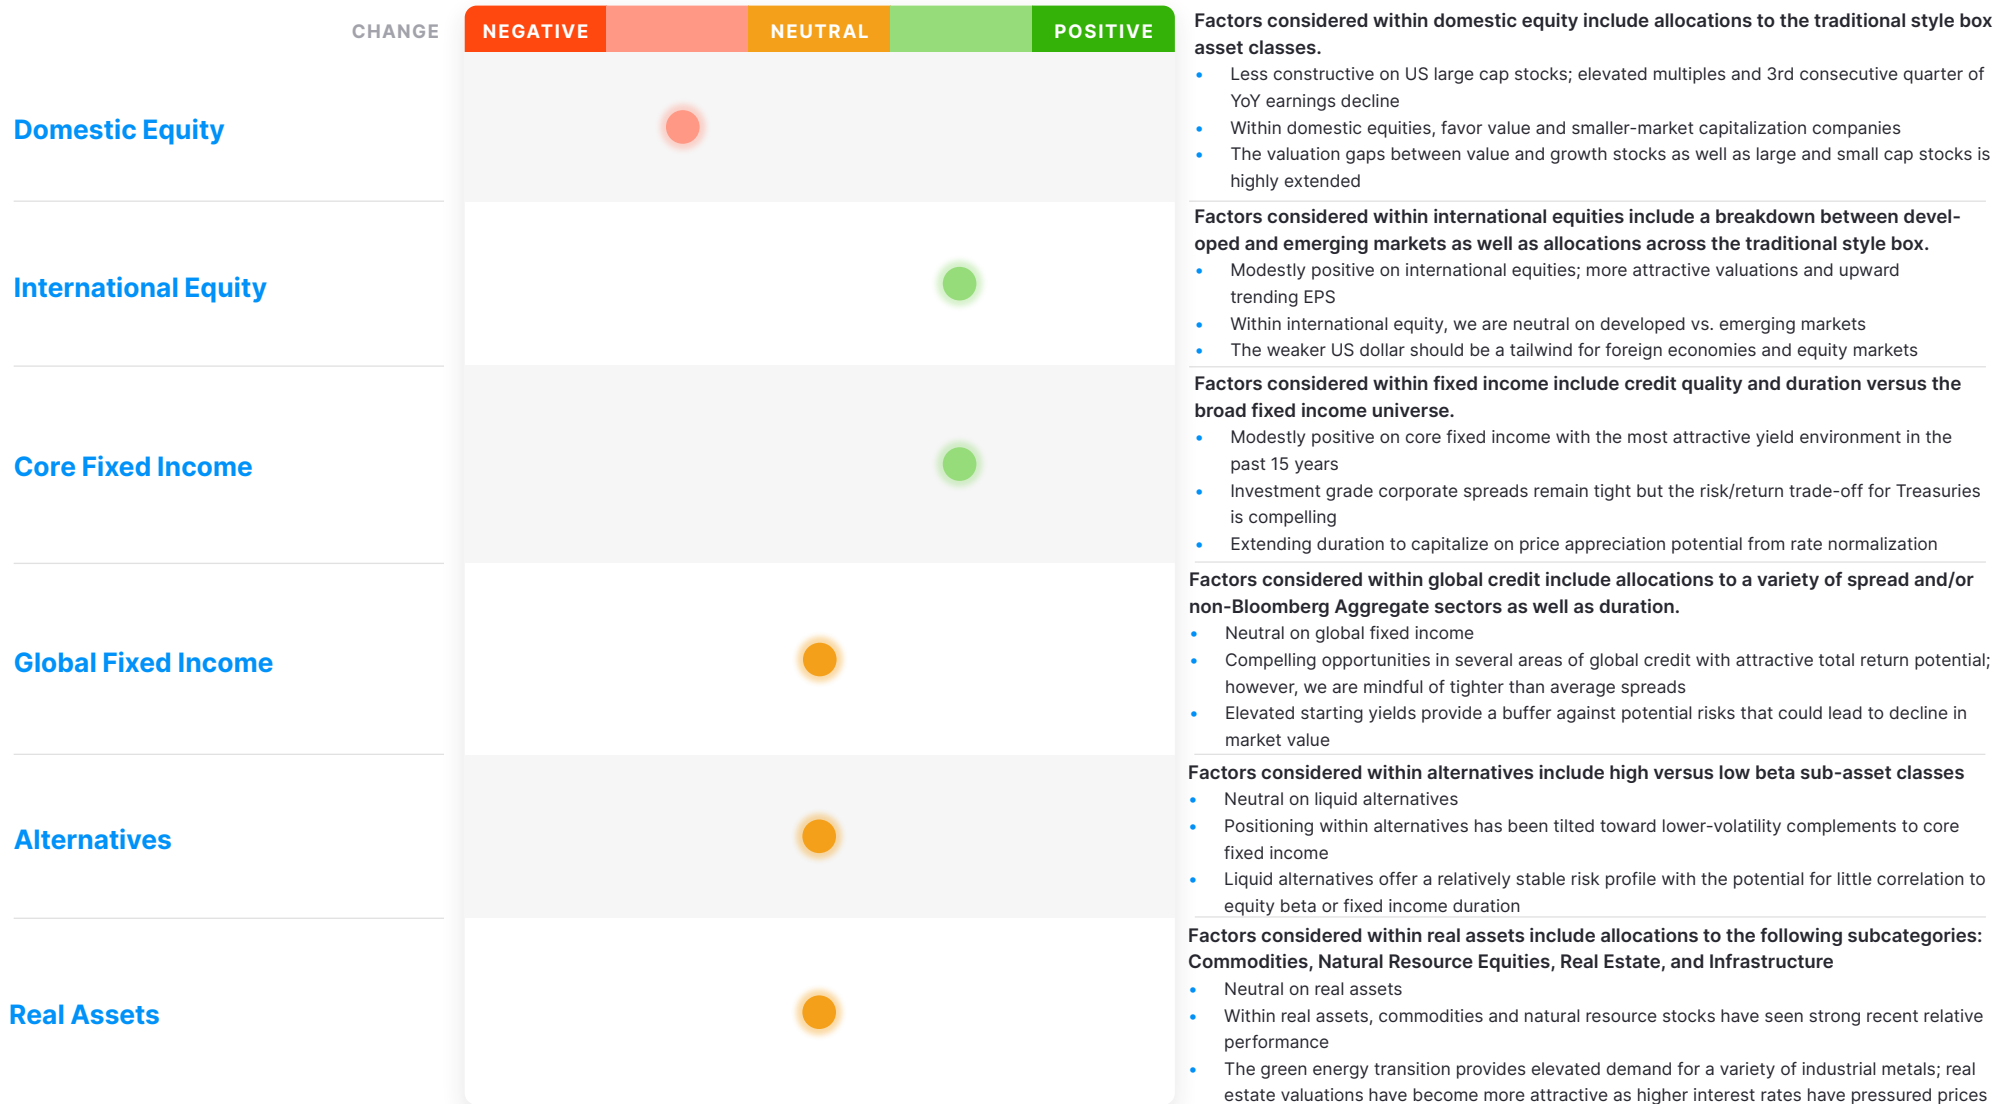 CHANGE
NEGATIVE
NEUTRAL
POSITIVE
Domestic Equity
Factors considered within domestic equity include allocations to the traditional style box
asset classes.
• Less constructive on US large cap stocks; elevated multiples and 3rd consecutive quarter of
YoY earnings decline
• Within domestic equities, favor value and smaller-market capitalization companies
• The valuation gaps between value and growth stocks as well as large and small cap stocks is
highly extended
International Equity
Factors considered within international equities include a breakdown between devel-
oped and emerging markets as well as allocations across the traditional style box.
• Modestly positive on international equities; more attractive valuations and upward
trending EPS
• Within international equity, we are neutral on developed vs. emerging markets
• The weaker US dollar should be a tailwind for foreign economies and equity markets
Core Fixed Income
Factors considered within fixed income include credit quality and duration versus the
broad fixed income universe.
• Modestly positive on core fixed income with the most attractive yield environment in the
past 15 years
• Investment grade corporate spreads remain tight but the risk/return trade-off for Treasuries
is compelling
• Extending duration to capitalize on price appreciation potential from rate normalization
Global Fixed Income
Factors considered within global credit include allocations to a variety of spread and/or
non-Bloomberg Aggregate sectors as well as duration.
• Neutral on global fixed income
• Compelling opportunities in several areas of global credit with attractive total return potential;
however, we are mindful of tighter than average spreads
• Elevated starting yields provide a buffer against potential risks that could lead to decline in
market value
Alternatives
Factors considered within alternatives include high versus low beta sub-asset classes
• Neutral on liquid alternatives
• Positioning within alternatives has been tilted toward lower-volatility complements to core
fixed income
• Liquid alternatives offer a relatively stable risk profile with the potential for little correlation to
equity beta or fixed income duration
Real Assets
Factors considered within real assets include allocations to the following subcategories:
Commodities, Natural Resource Equities, Real Estate, and Infrastructure
• Neutral on real assets
• Within real assets, commodities and natural resource stocks have seen strong recent relative
performance
• The green energy transition provides elevated demand for a variety of industrial metals; real
estate valuations have become more attractive as higher interest rates have pressured prices